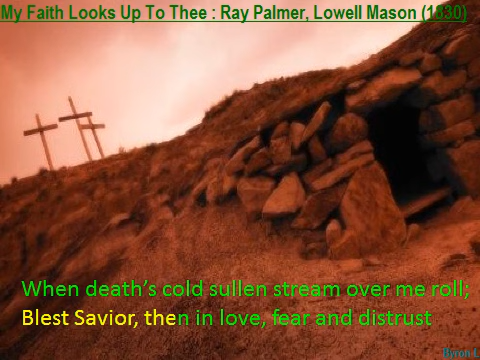 My Faith Looks Up To Thee : Ray Palmer, Lowell Mason (1830)
When death's cold sullen stream over me roll;
Blest Savior, then in love, fear and distrust